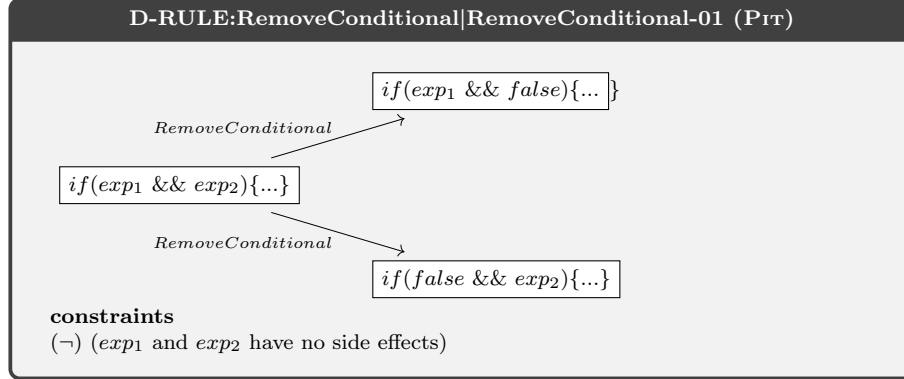 D-RULE:RemoveConditional|RemoveConditional-01 (PIT)
if(exp₁ && false){...}
RemoveConditional
if(exp₁ && exp₂){...}
RemoveConditional
if(false && exp₂){...}
constraints
(¬) (exp₁ and exp₂ have no side effects)